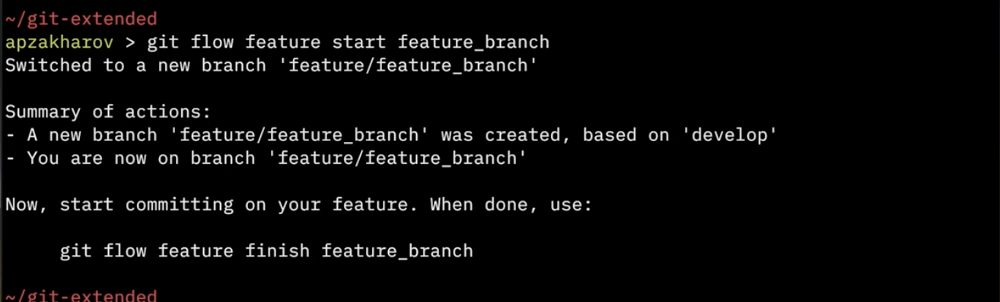 ~/git-extended
apzakharov > git flow feature start feature_branch
Switched to a new branch 'feature/feature_branch'
Summary of actions:
- A new branch 'feature/feature_branch' was created, based on 'develop'
- You are now on branch 'feature/feature_branch'
Now, start committing on your feature. When done, use:
git flow feature finish feature_branch
~/git-extended